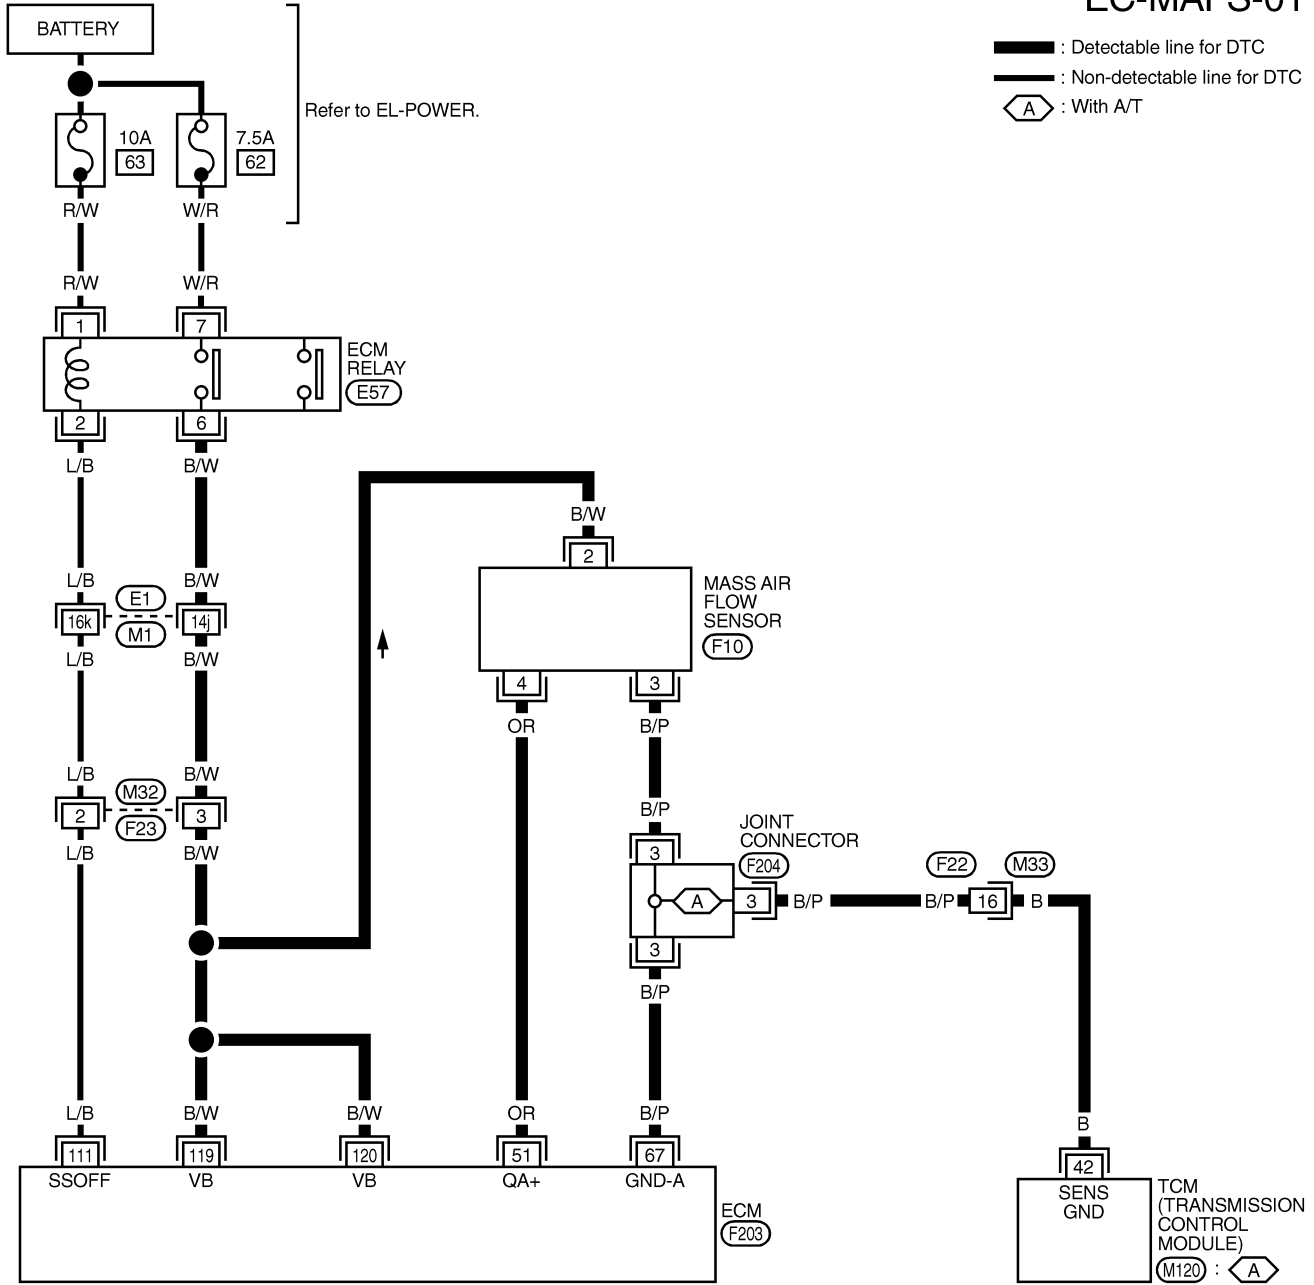 EC-MAFS-01
BATTERY
: Detectable line for DTC
: Non-detectable line for DTC
A : With A/T
Refer to EL-POWER.
10A
63
7.5A
62
R/W
W/R
R/W
W/R
1
7
ECM
RELAY
E57
2
6
L/B
B/W
B/W
2
L/B
B/W
E1
16k
14j
M1
L/B
B/W
MASS AIR
FLOW
SENSOR
F10
4
3
OR
B/P
L/B
B/W
M32
2
3
F23
L/B
B/W
B/P
3
JOINT
CONNECTOR
F204
A
3
B/P
F22
M33
B/P
16
B
3
B/P
L/B
B/W
B/W
OR
B/P
B
111
119
120
51
67
42
SSOFF
VB
VB
QA+
GND-A
SENS
GND
ECM
F203
TCM
(TRANSMISSION
CONTROL
MODULE)
M120 : A